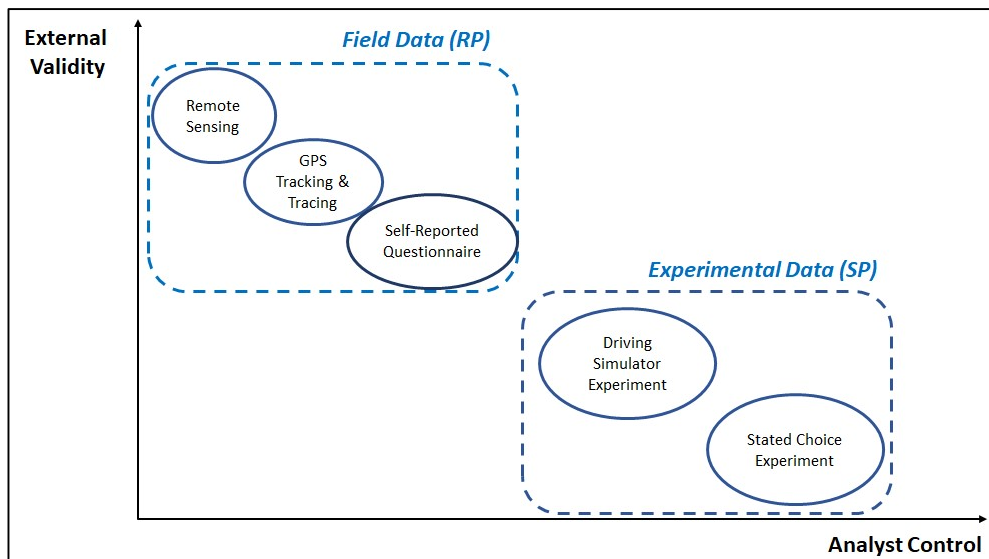 External
Validity
Field Data (RP)
Remote
Sensing
GPS
Tracking &
Tracing
Self-Reported
Questionnaire
Experimental Data (SP)
Driving
Simulator
Experiment
Stated Choice
Experiment
Analyst Control